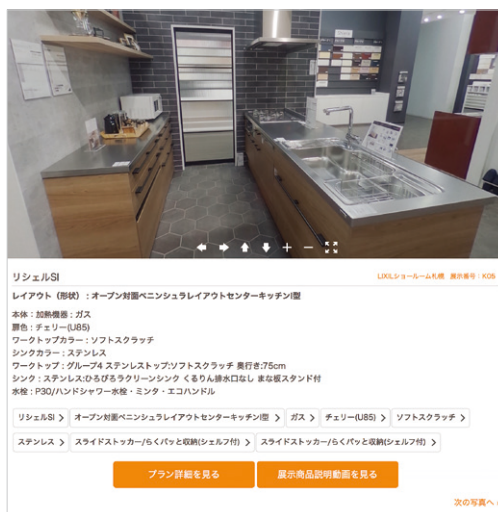 リシェルSI
LIXILショールーム札幌 展示番号：K05
レイアウト（形状）：オープン対面ペニンシュラレイアウトセンターキッチンI型
本体：加熱機器：ガス
扉色：チェリー(U85)
ワークトップカラー：ソフトスクラッチ
シンクカラー：ステンレス
ワークトップ：グループ4 ステンレストップ:ソフトスクラッチ 奥行き:75cm
シンク：ステンレス:ひろびろラクリーンシンク くるりん排水口なし まな板スタンド付
水栓：P30/ハンドシャワー水栓・ミンタ・エコハンドル
リシェルSI
オープン対面ペニンシュラレイアウトセンターキッチンI型
ガス
チェリー(U85)
ソフトスクラッチ
ステンレス
スライドストッカー/らくパッと収納(シェルフ付)
スライドストッカー/らくパッと収納(シェルフ付)
プラン詳細を見る
展示商品説明動画を見る
次の写真へ